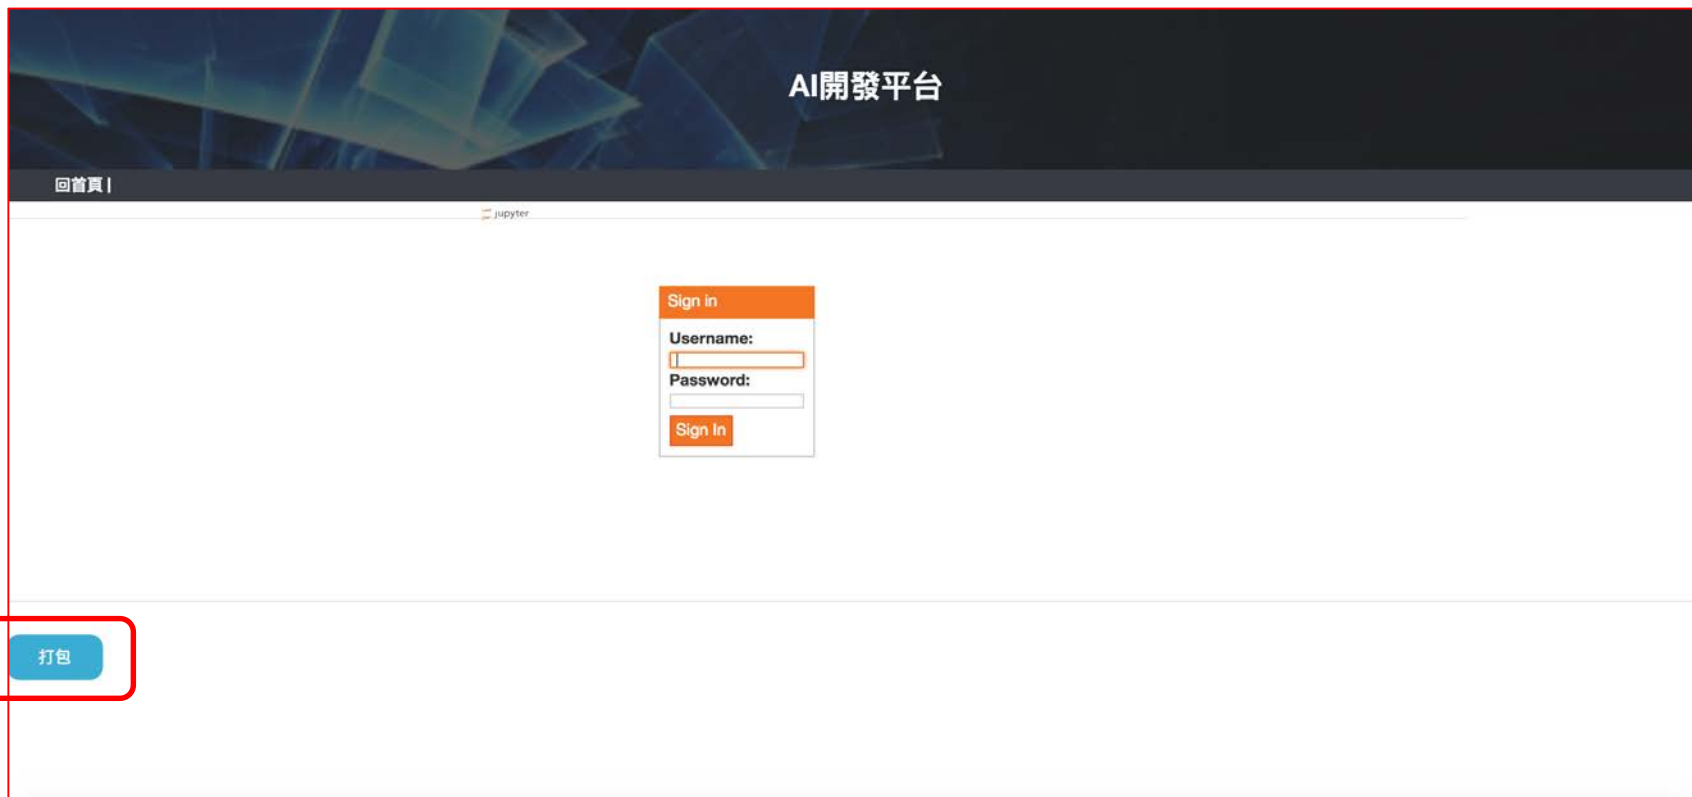 AI開發平台
回首頁 |
jupyter
Sign in
Username:
Password:
Sign In
打包